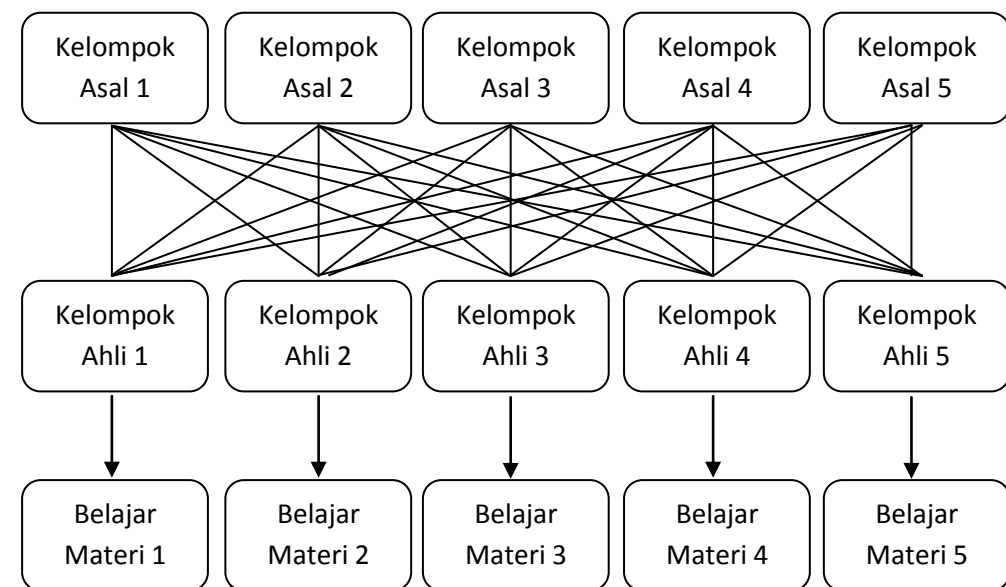 Kelompok
Asal 1
Kelompok
Asal 2
Kelompok
Asal 3
Kelompok
Asal 4
Kelompok
Asal 5
Kelompok
Ahli 1
Kelompok
Ahli 2
Kelompok
Ahli 3
Kelompok
Ahli 4
Kelompok
Ahli 5
Belajar
Materi 1
Belajar
Materi 2
Belajar
Materi 3
Belajar
Materi 4
Belajar
Materi 5